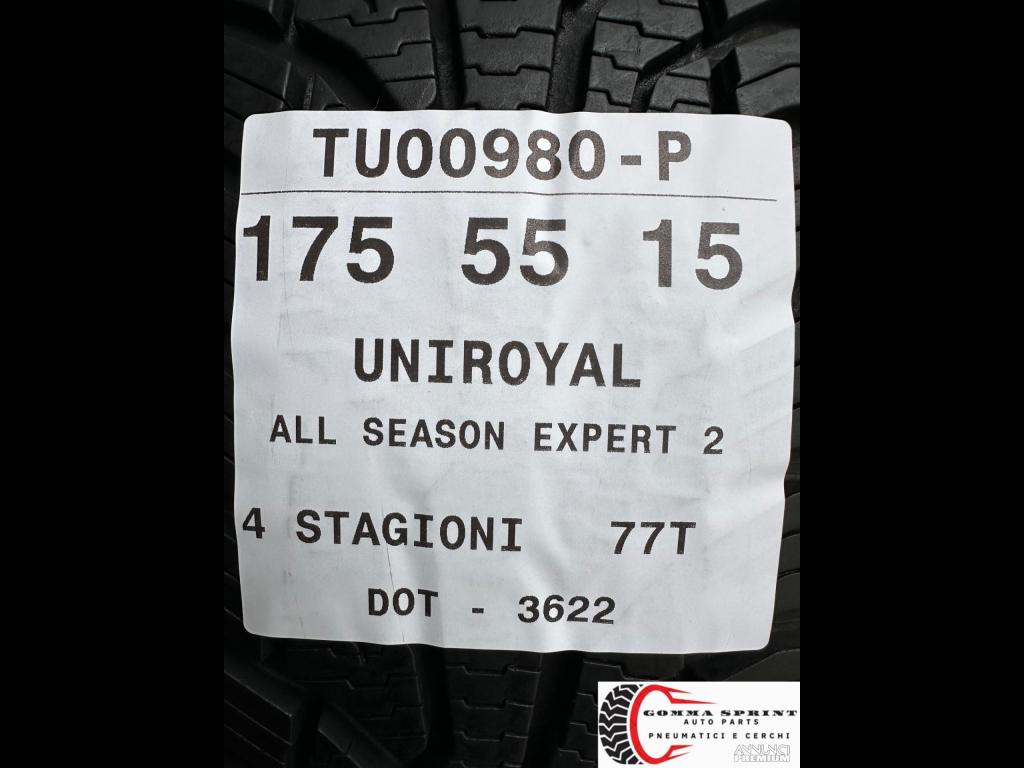 TU00980-P
175 55 15
UNIROYAL
ALL SEASON EXPERT 2
4 STAGIONI 77T
DOT - 3622
GOMMA SPRINT
AUTO PARTS
PNEUMATICI E CERCHI
ANNUNCI
PREMIUM